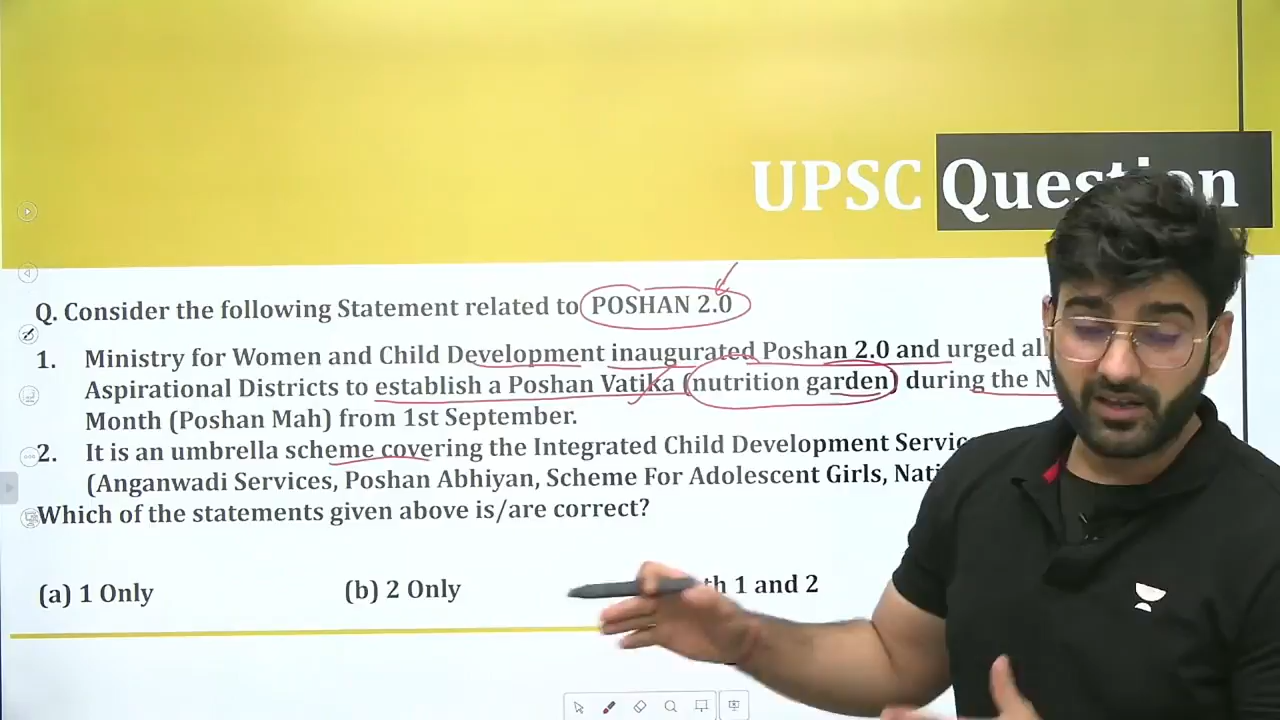 UPSC Question
Q. Consider the following Statement related to POSHAN 2.0
1. Ministry for Women and Child Development inaugurated Poshan 2.0 and urged all
Aspirational Districts to establish a Poshan Vatika (nutrition garden) during the
Month (Poshan Mah) from 1st September.
2. It is an umbrella scheme covering the Integrated Child Development
(Anganwadi Services, Poshan Abhiyan, Scheme For Adolescent Girls,
Which of the statements given above is/are correct?
(a) 1 Only (b) 2 Only 1 and 2